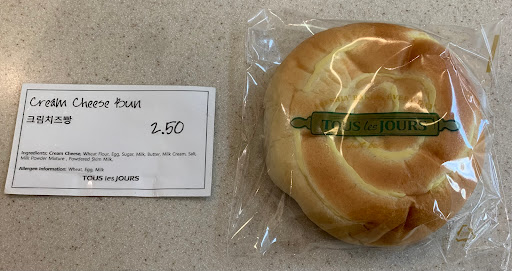 Cream Cheese Bun
크림치즈빵
2.50
Ingredients: Cream Cheese, Wheat Flour, Egg, Sugar, Milk, Butter, Milk Cream, Salt,
Milk Powder Mixture, Powdered Skim Milk.
Allergen Information: Wheat, Egg, Milk
TOUS les JOURS
TOUS les JOURS